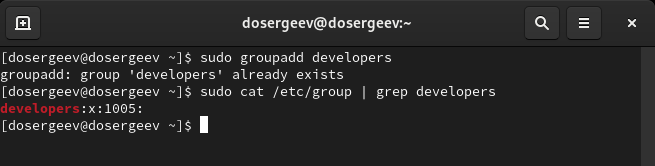 dosergeev@dosergeev:~
[dosergeev@dosergeev ~]$ sudo groupadd developers
groupadd: group 'developers' already exists
[dosergeev@dosergeev ~]$ sudo cat /etc/group | grep developers
developers:x:1005:
[dosergeev@dosergeev ~]$